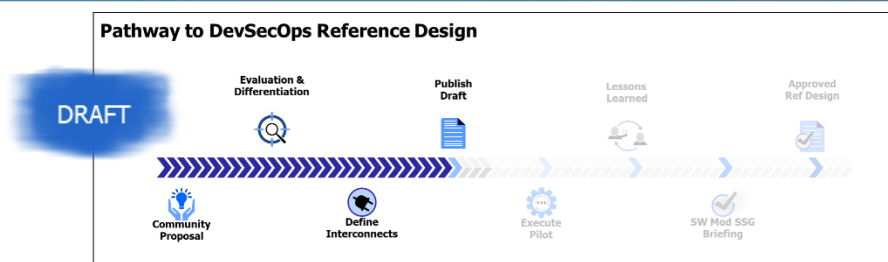 Pathway to DevSecOps Reference Design
DRAFT
Evaluation &
Differentiation
Publish
Draft
Lessons
Learned
Approved
Ref Design
Community
Proposal
Define
Interconnects
Execute
Pilot
SW Mod SSG
Briefing